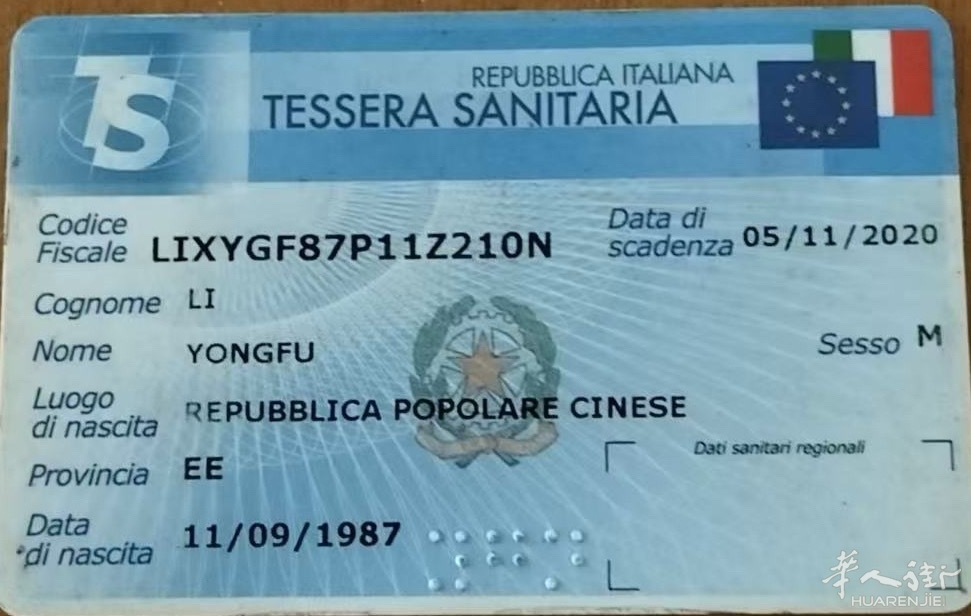 TS
REPUBBLICA ITALIANA
TESSERA SANITARIA
Codice
Fiscale LIXYGF87P11Z210N
Data di
scadenza 05/11/2020
Cognome LI
Nome YONGFU
Sesso M
Luogo
di nascita REPUBBLICA POPOLARE CINESE
Dati sanitari regionali
Provincia EE
Data
di nascita 11/09/1987
华人街
HUARENJIE